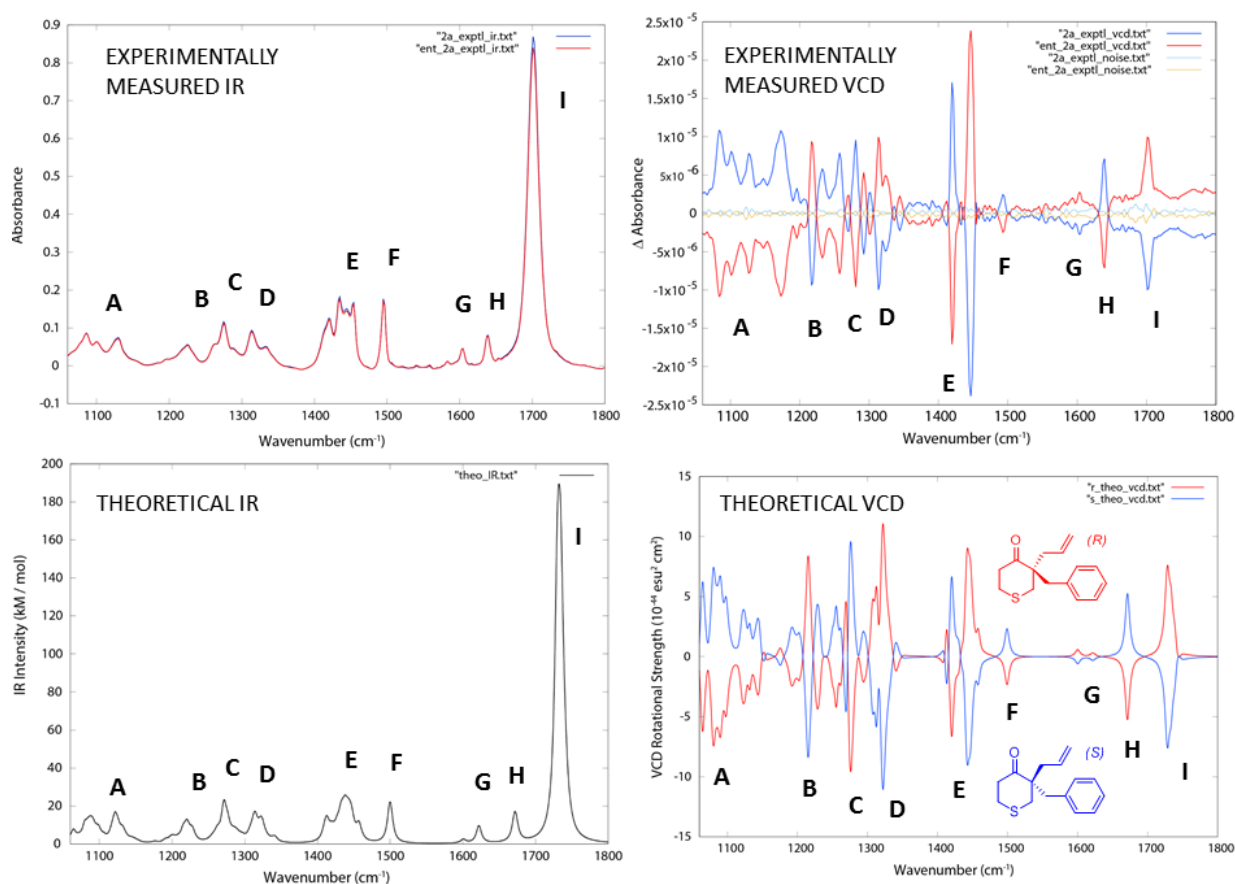 "2a_exptl_ir.txt"
"ent_2a_exptl_ir.txt"
EXPERIMENTALLY
MEASURED IR
0.9
0.8
0.7
0.6
0.5
0.4
0.3
0.2
0.1
0
-0.1
Absorbance
A
B
C
D
E
F
G
H
I
1100 1200 1300 1400 1500 1600 1700 1800
Wavenumber (cm⁻¹)
"2a_exptl_vcd.txt"
"ent_2a_exptl_vcd.txt"
"2a_exptl_noise.txt"
"ent_2a_exptl_noise.txt"
EXPERIMENTALLY
MEASURED VCD
2.5x10⁻⁵
2x10⁻⁵
1.5x10⁻⁵
1x10⁻⁵
5x10⁻⁶
0
-5x10⁻⁶
-1x10⁻⁵
-1.5x10⁻⁵
-2x10⁻⁵
-2.5x10⁻⁵
Δ Absorbance
A
B
C
D
E
F
G
H
I
1100 1200 1300 1400 1500 1600 1700 1800
Wavenumber (cm⁻¹)
"theo_IR.txt"
THEORETICAL IR
200
180
160
140
120
100
80
60
40
20
0
IR Intensity (kM / mol)
A
B
C
D
E
F
G
H
I
1100 1200 1300 1400 1500 1600 1700 1800
Wavenumber (cm⁻¹)
"r_theo_vcd.txt"
"s_theo_vcd.txt"
THEORETICAL VCD
15
10
5
0
-5
-10
-15
VCD Rotational Strength (10⁻⁴⁴ esu² cm²)
O
(R)
S
A
B
C
D
E
F
G
H
I
O
(S)
S
1100 1200 1300 1400 1500 1600 1700 1800
Wavenumber (cm⁻¹)